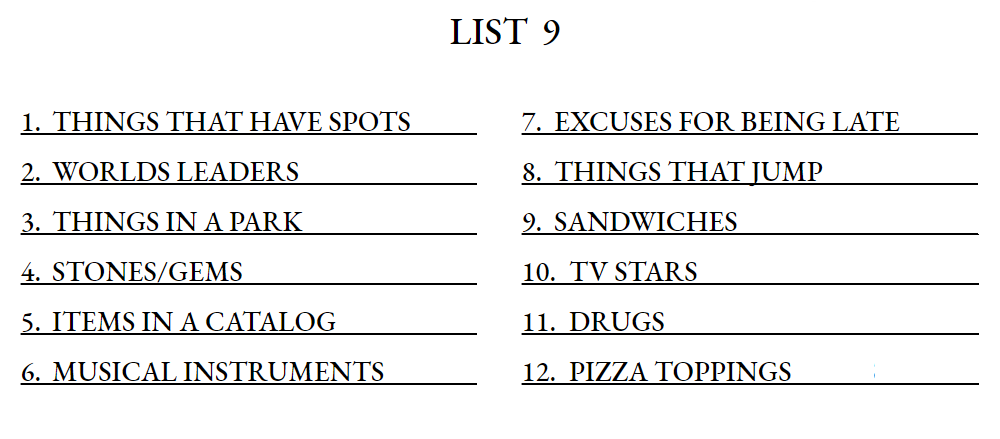 LIST 9
1. THINGS THAT HAVE SPOTS
2. WORLDS LEADERS
3. THINGS IN A PARK
4. STONES/GEMS
5. ITEMS IN A CATALOG
6. MUSICAL INSTRUMENTS
7. EXCUSES FOR BEING LATE
8. THINGS THAT JUMP
9. SANDWICHES
10. TV STARS
11. DRUGS
12. PIZZA TOPPINGS